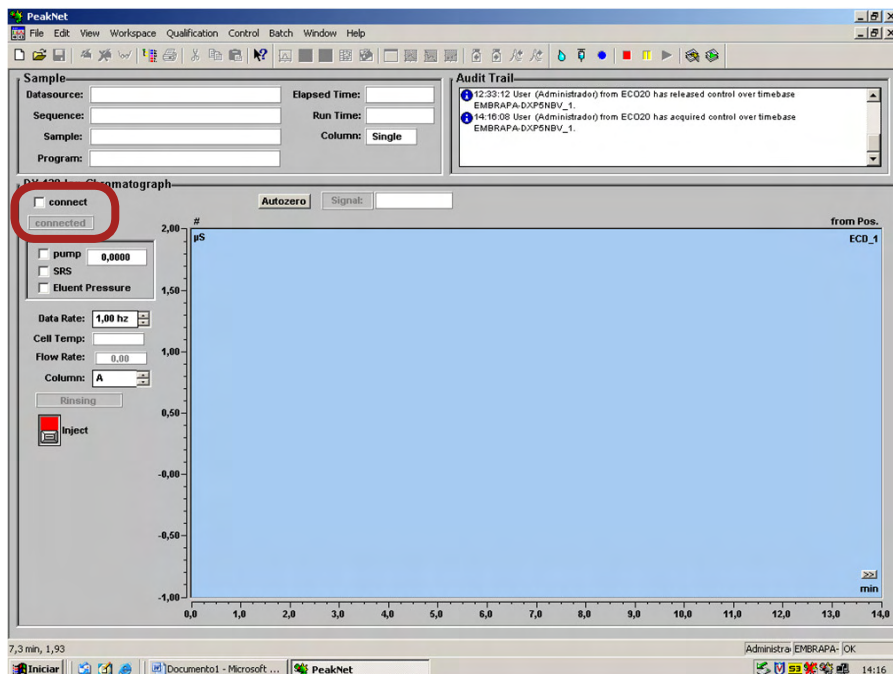 PeakNet
File Edit View Workspace Qualification Control Batch Window Help
Sample
Datasource:
Sequence:
Sample:
Program:
Elapsed Time:
Run Time:
Column: Single
Audit Trail
12:33:12 User (Administrador) from ECO20 has released control over timebase
EMBRAPA-DXP5NBV_1.
14:16:08 User (Administrador) from ECO20 has acquired control over timebase
EMBRAPA-DXP5NBV_1.
Chromatograph
connect
connected
Autozero Signal:
pump 0,0000
SRS
Eluent Pressure
Data Rate: 1,00 hz
Cell Temp:
Flow Rate: 0,00
Column: A
Rinsing
Inject
# from Pos.
µS ECD_1
2,00
1,50
1,00
0,50
-0,00
-0,50
-1,00
>>
min
0,0 1,0 2,0 3,0 4,0 5,0 6,0 7,0 8,0 9,0 10,0 11,0 12,0 13,0 14,0
7,3 min, 1,93 Administra EMBRAPA- OK
Iniciar Documento1 - Microsoft ... PeakNet 53 14:16